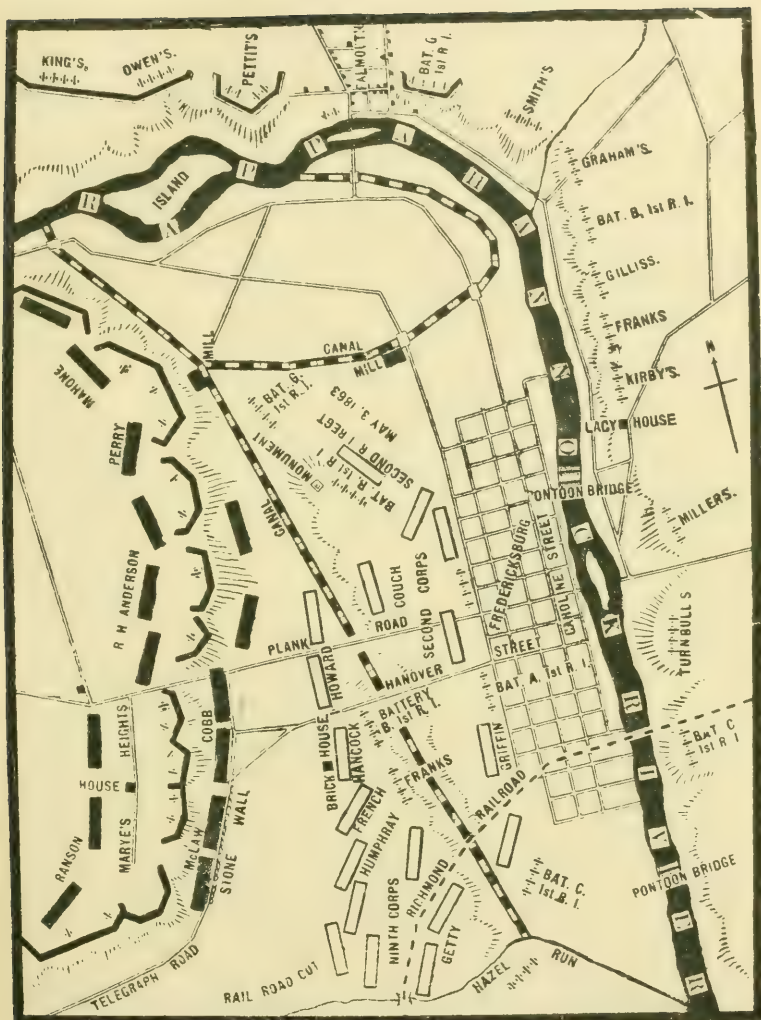 KING'S.
OWEN'S.
PETTIT'S
FALMOUTH
BAT. G
1st R. I.
SMITH'S
GRAHAM'S.
BAT. B, 1st R. I.
GILLISS.
FRANKS
KIRBY'S.
N
LACY HOUSE
MILLERS.
TURNBULLS
BAT C
1st R I
RAPPAHANNOCK RIVER
ISLAND
MILL
CANAL
MILL
MAHONE
PERRY
R H ANDERSON
CANAL
BAT. G.
1st R. I.
MONUMENT
SECOND R I REGT
MAY 3, 1863
1st R I
PONTOON BRIDGE
FREDERICKSBURG
CAROLINE STREET
COUCH
SECOND CORPS
PLANK ROAD
HOWARD
HANOVER STREET
BAT. A. 1st R. I.
BATTERY
B. 1st R. I.
BRICK HOUSE
HANCOCK
FRANKS
GRIFFIN
FRENCH
HUMPHRAY
RICHMOND RAILROAD
NINTH CORPS
GETTY
BAT. C.
1st R. I.
PONTOON BRIDGE
HAZEL RUN
RAIL ROAD CUT
TELEGRAPH ROAD
STONE WALL
McLAW
COBB
MARYE'S HEIGHTS
HOUSE
RANSON